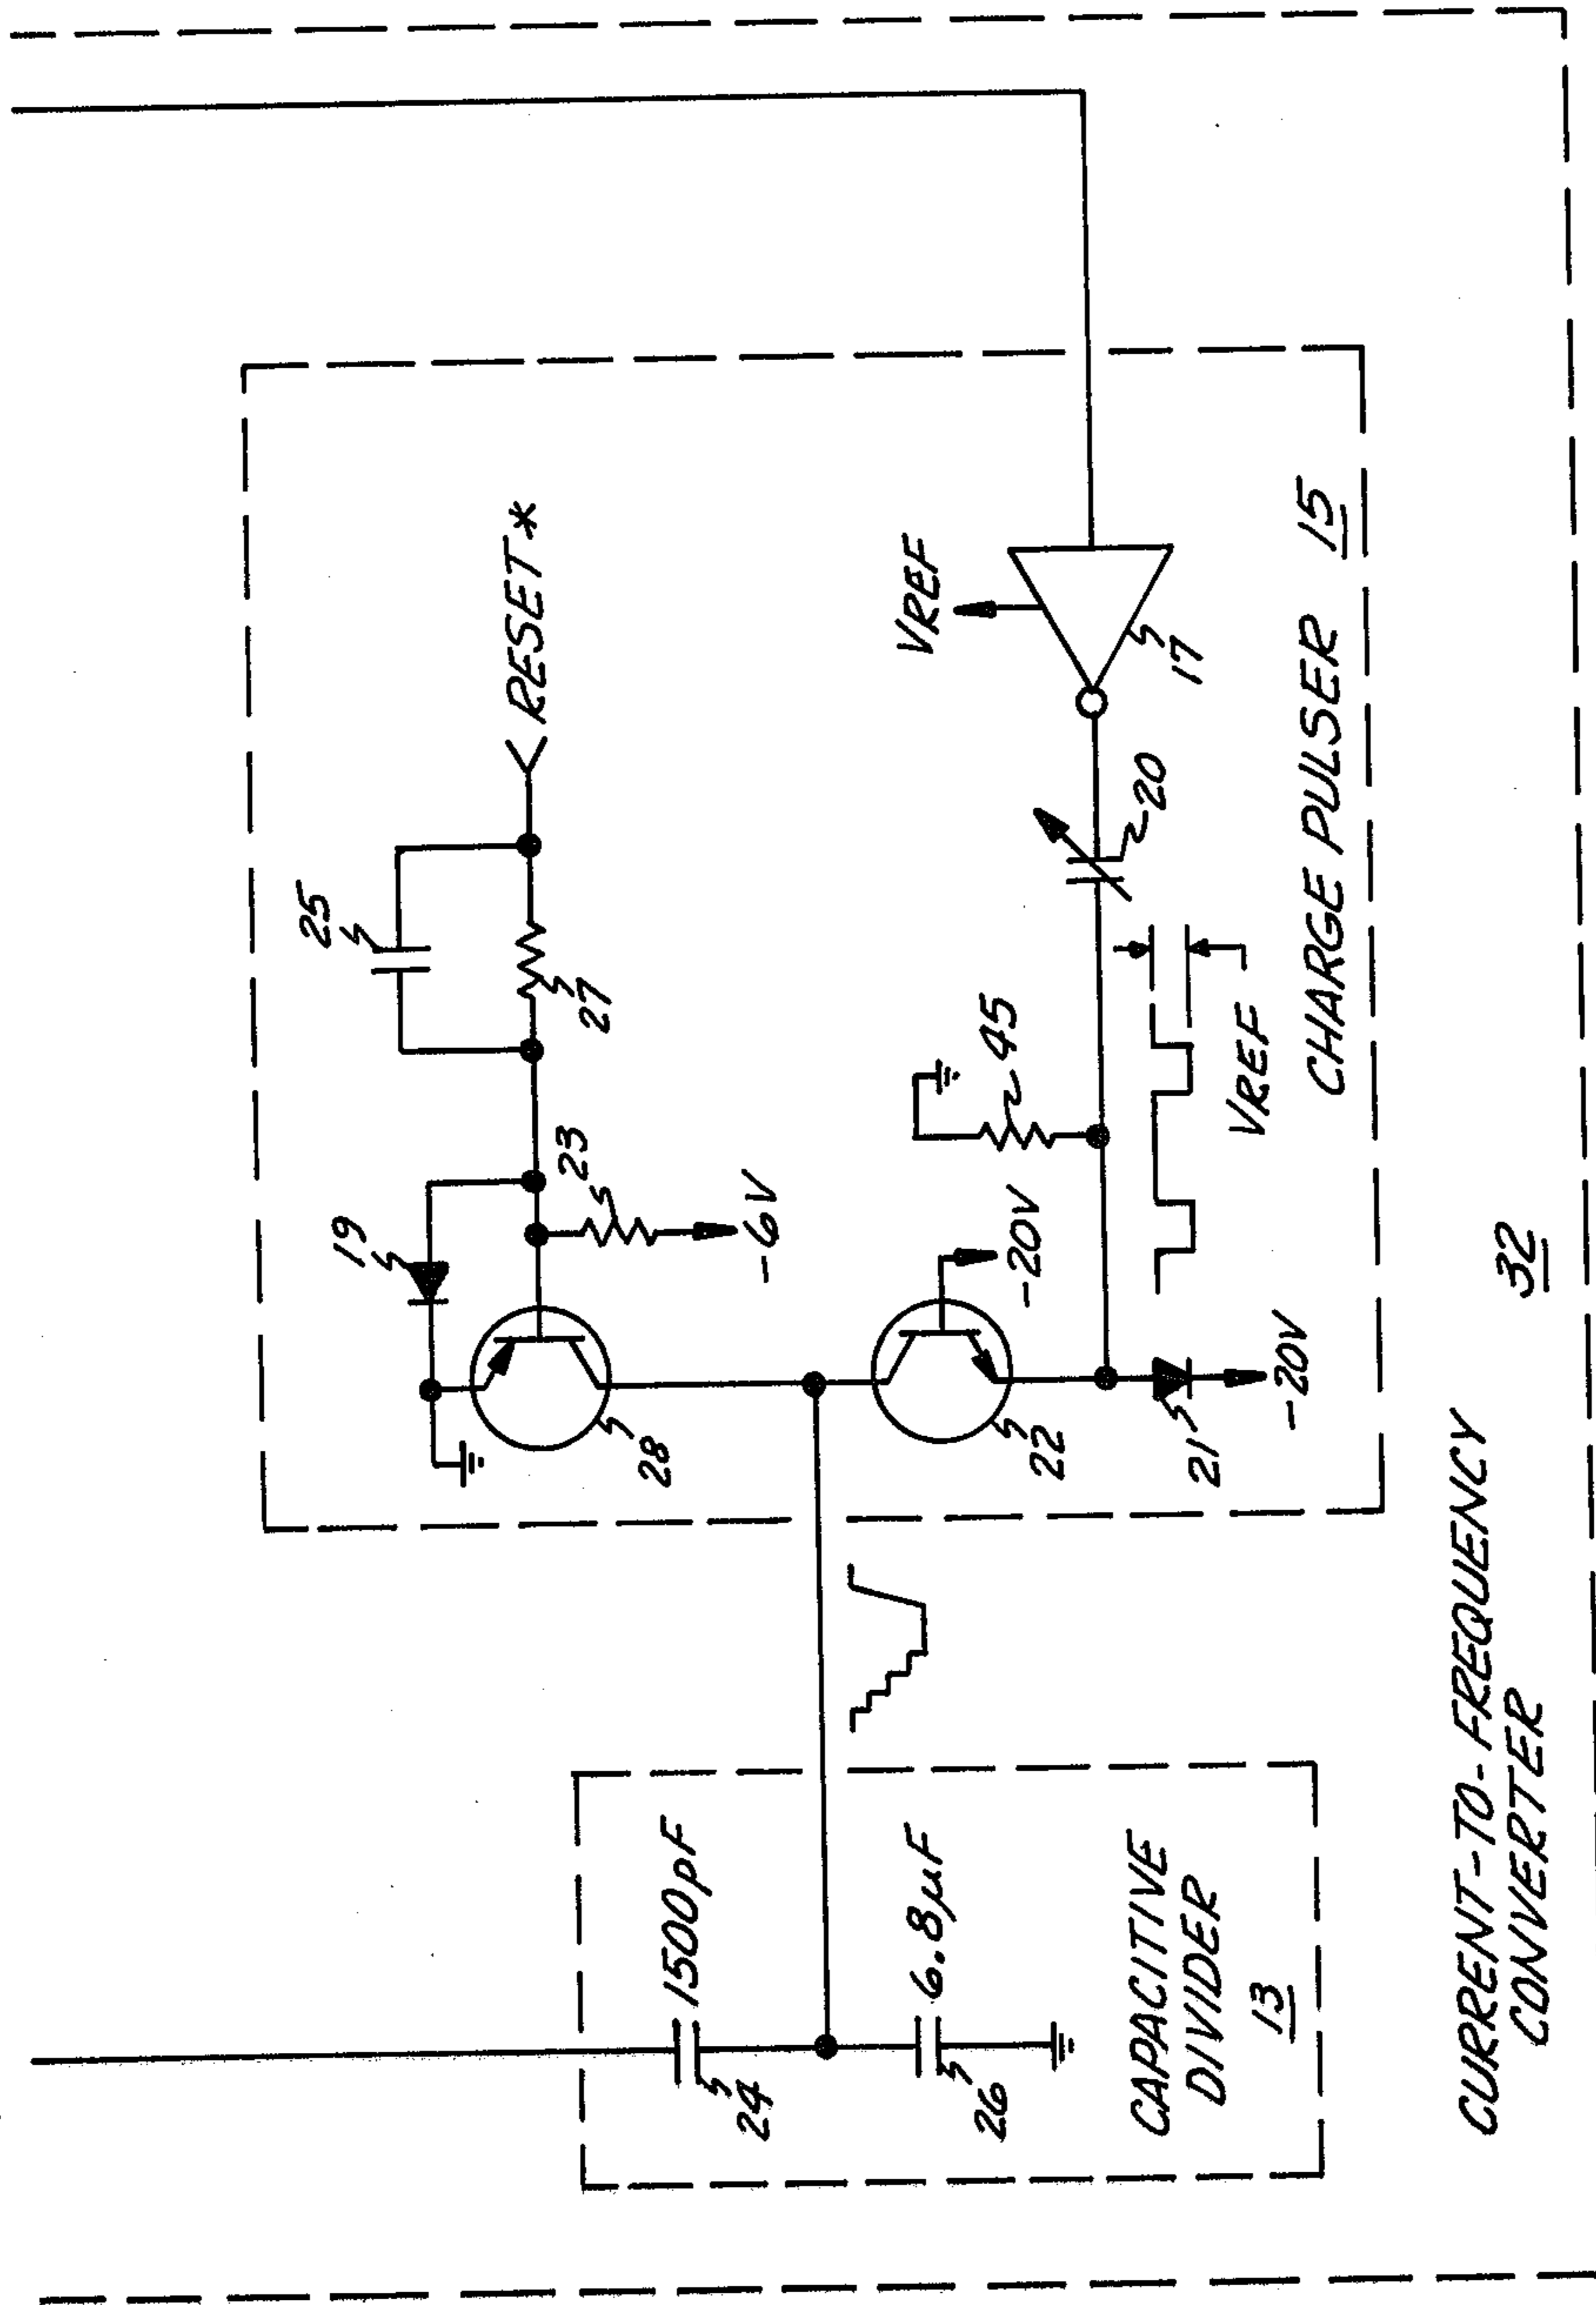 25
RESET*
19
23
27
-6V
28
VREF
17
20
45
-20V
22
VREF
21
-20V
CHARGE PULSER 15
1500pF
24
6.8µF
26
CAPACITIVE
DIVIDER
13
32
CURRENT-TO-FREQUENCY
CONVERTER